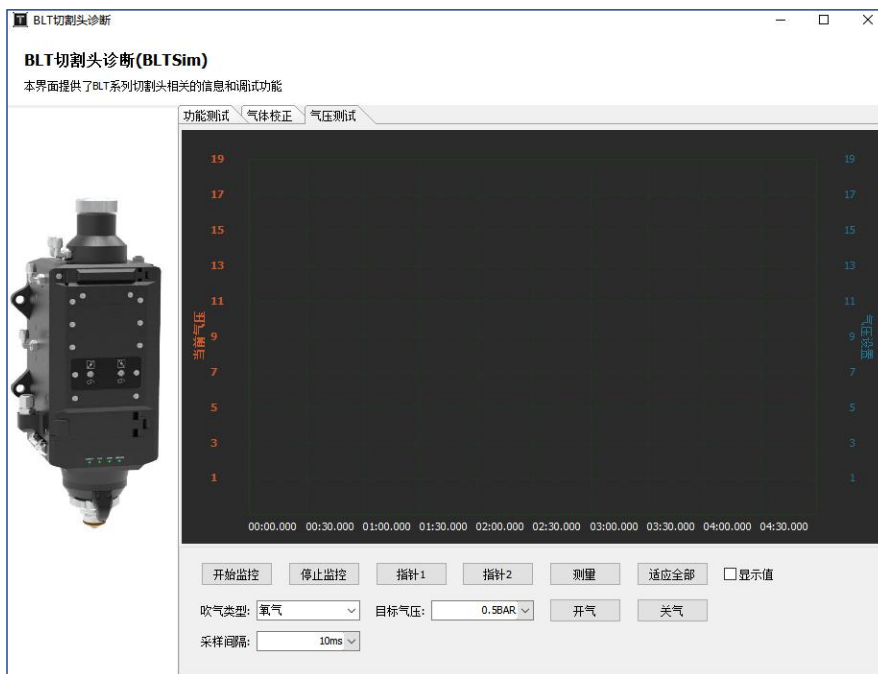 BLT切割头诊断
BLT切割头诊断(BLTSim)
本界面提供了BLT系列切割头相关的信息和调试功能
功能测试 气体校正 气压测试
19 19
17 17
15 15
13 13
11 11
当前气压
气压设置
9 9
7 7
5 5
3 3
1 1
00:00.000 00:30.000 01:00.000 01:30.000 02:00.000 02:30.000 03:00.000 03:30.000 04:00.000 04:30.000
开始监控 停止监控 指针1 指针2 测量 适应全部 显示值
吹气类型: 氧气 目标气压: 0.5BAR 开气 关气
采样间隔: 10ms